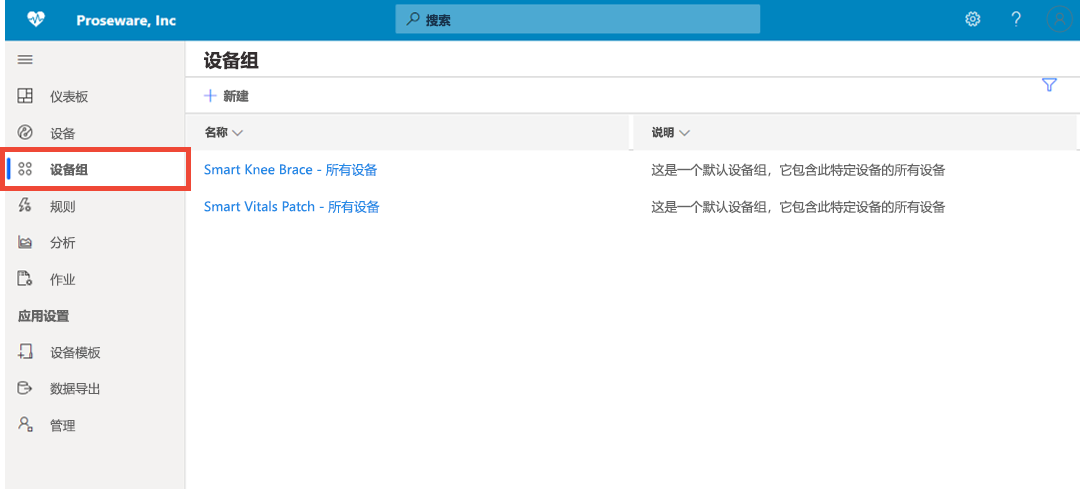 Proseware, Inc
搜索
仪表板
设备
设备组
规则
分析
作业
应用设置
设备模板
数据导出
管理
设备组
新建
名称 说明
Smart Knee Brace - 所有设备 这是一个默认设备组，它包含此特定设备的所有设备
Smart Vitals Patch - 所有设备 这是一个默认设备组，它包含此特定设备的所有设备